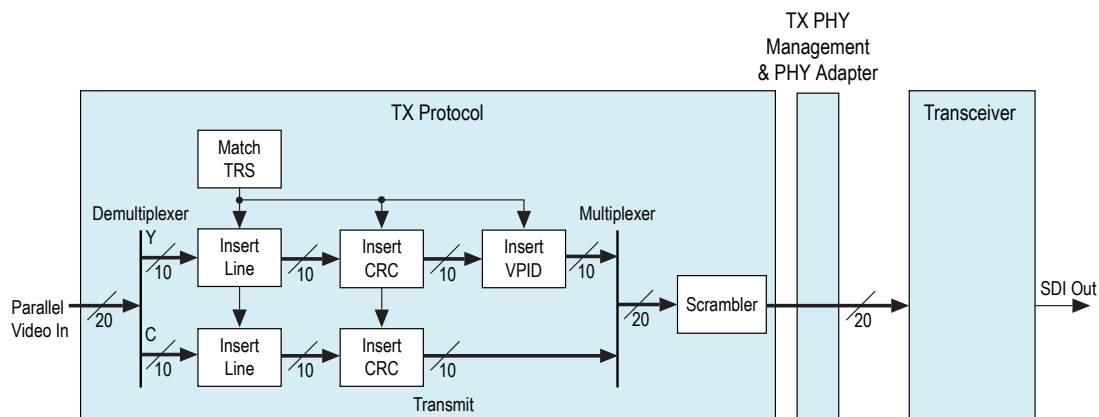 TX PHY
Management
& PHY Adapter
TX Protocol
Transceiver
Match
TRS
Demultiplexer
Multiplexer
Y
10
Insert
Line
10
Insert
CRC
10
Insert
VPID
10
Parallel
Video In
20
20
Scrambler
20
SDI Out
C
10
Insert
Line
10
Insert
CRC
10
Transmit